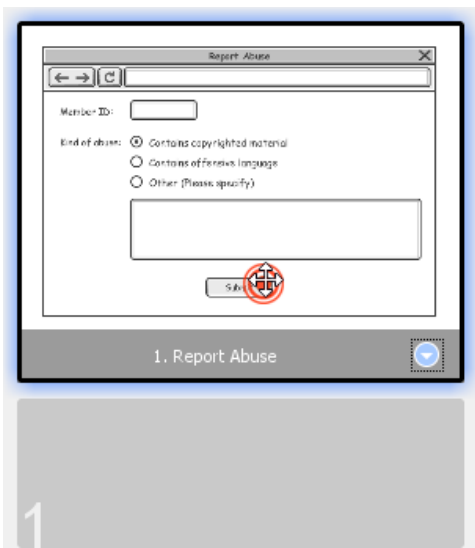 Report Abuse
Member ID:
Kind of abuse:
Contains copyrighted material
Contains offensive language
Other (Please specify)
1. Report Abuse
1